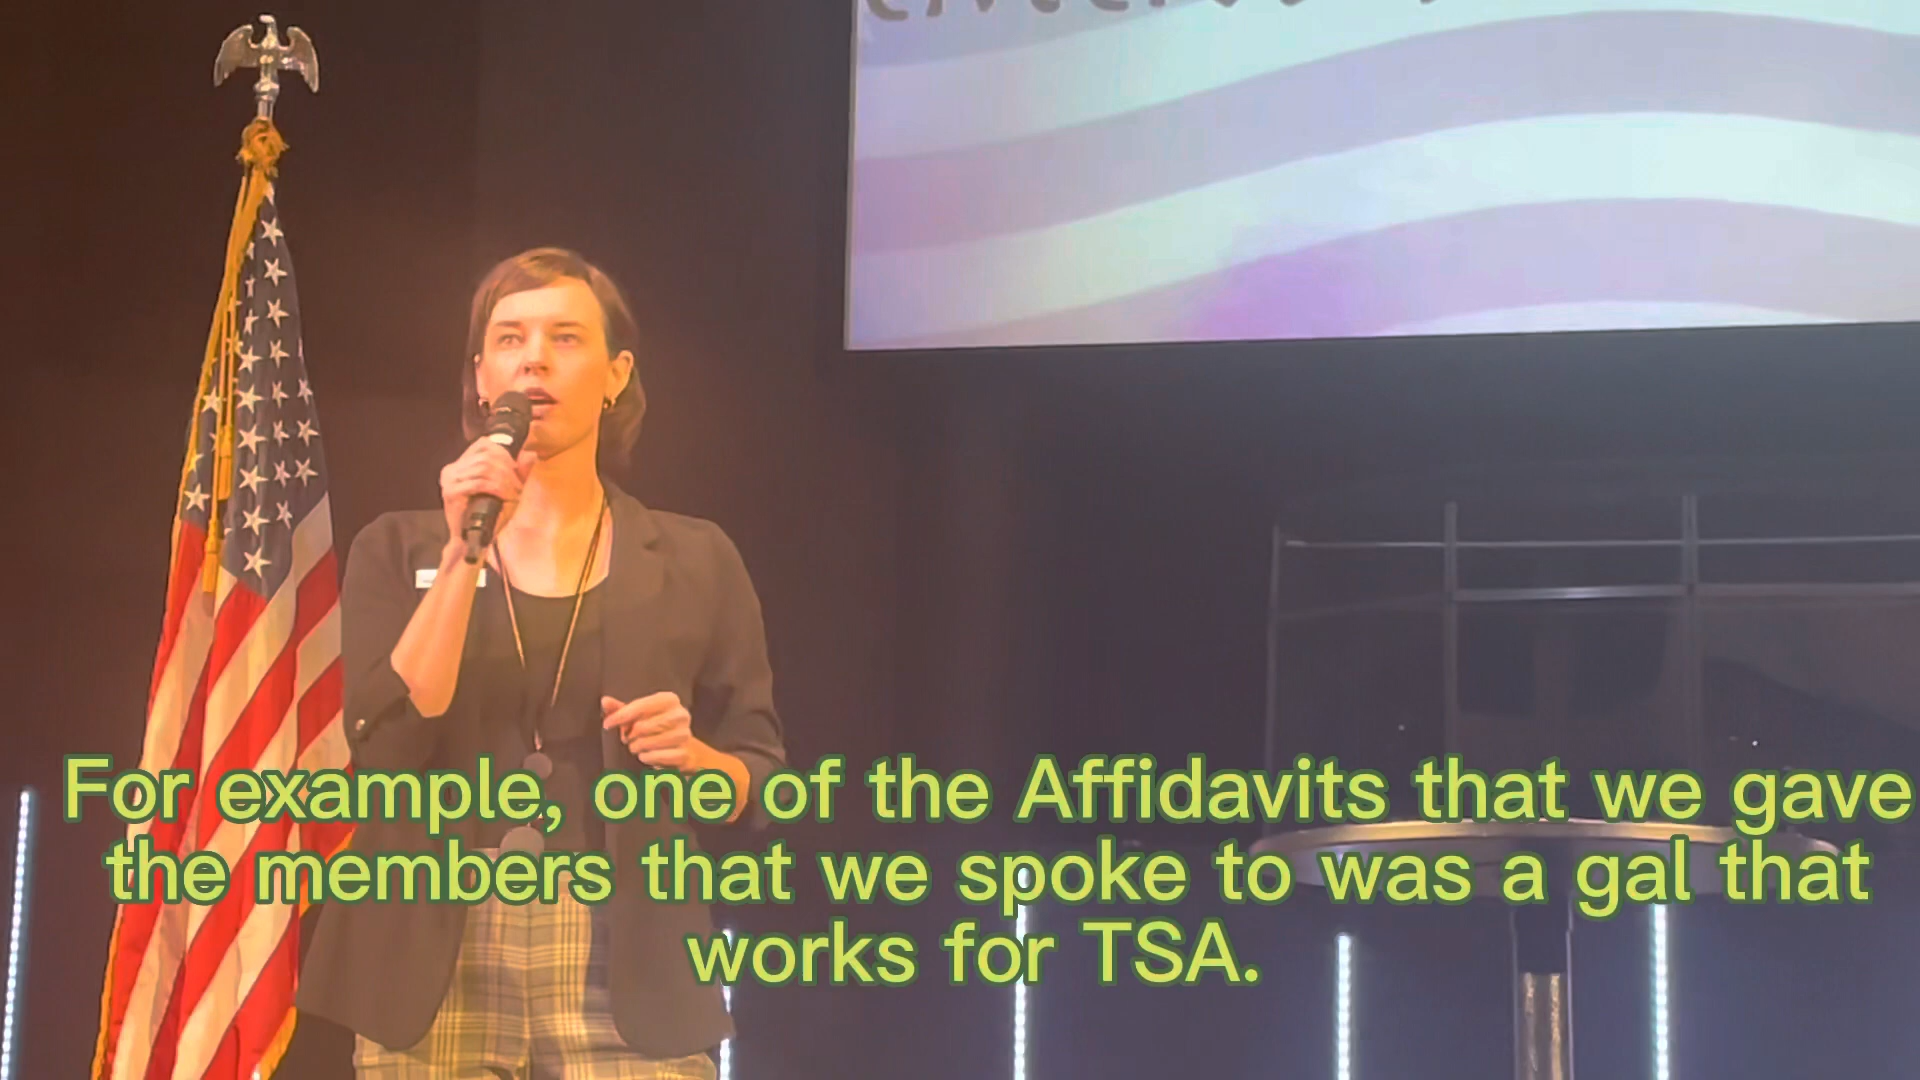 For example, one of the Affidavits that we gave
the members that we spoke to was a gal that
works for TSA.